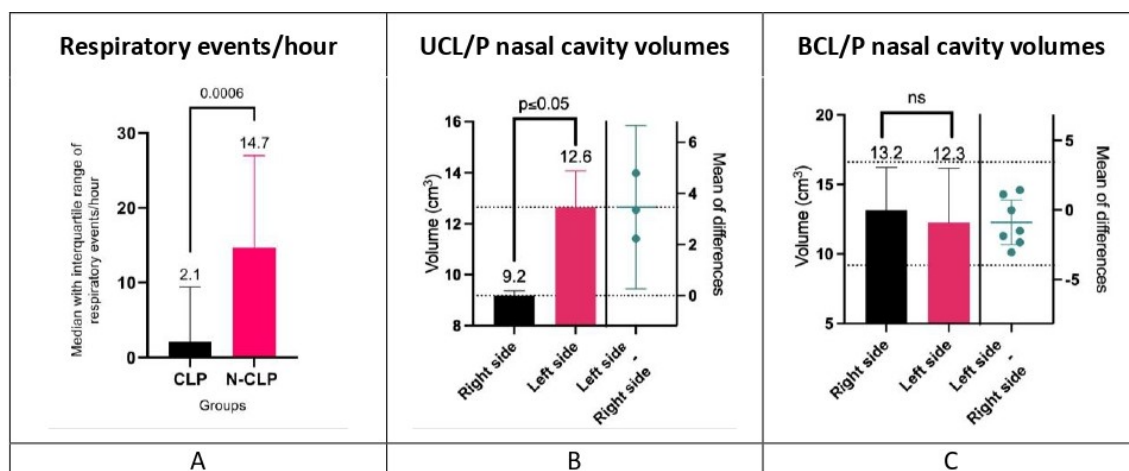 Respiratory events/hour
0.0006
30
20
10
0
14.7
2.1
Median with interquartile range of
respiratory events/hour
CLP N-CLP
Groups
A
UCL/P nasal cavity volumes
p≤0.05
16
14
12
10
8
Volume (cm³)
9.2
12.6
6
4
2
0
Mean of differences
Right side
Left side
Left side
-
Right side
B
BCL/P nasal cavity volumes
ns
20
15
10
5
Volume (cm³)
13.2
12.3
5
0
-5
Mean of differences
Right side
Left side
Left side
-
Right side
C